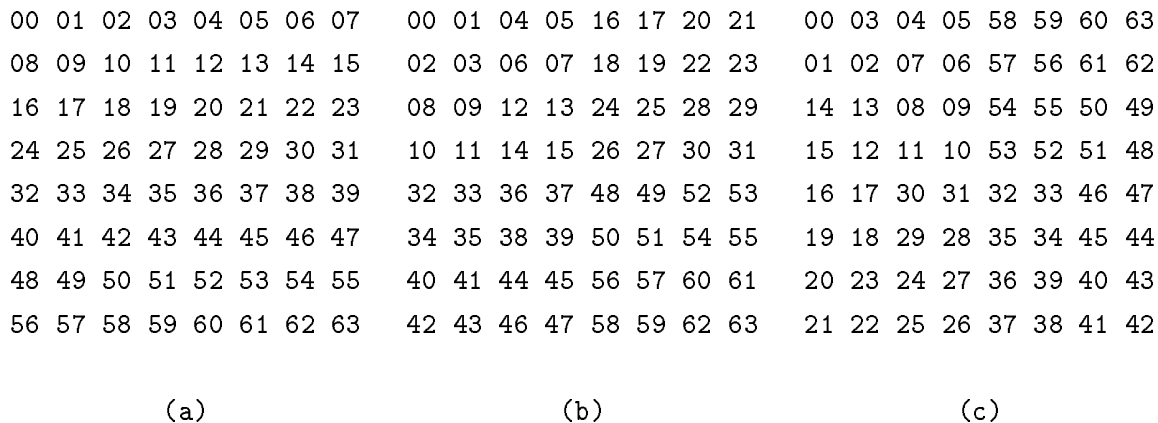 00 01 02 03 04 05 06 07 00 01 04 05 16 17 20 21 00 03 04 05 58 59 60 63
08 09 10 11 12 13 14 15 02 03 06 07 18 19 22 23 01 02 07 06 57 56 61 62
16 17 18 19 20 21 22 23 08 09 12 13 24 25 28 29 14 13 08 09 54 55 50 49
24 25 26 27 28 29 30 31 10 11 14 15 26 27 30 31 15 12 11 10 53 52 51 48
32 33 34 35 36 37 38 39 32 33 36 37 48 49 52 53 16 17 30 31 32 33 46 47
40 41 42 43 44 45 46 47 34 35 38 39 50 51 54 55 19 18 29 28 35 34 45 44
48 49 50 51 52 53 54 55 40 41 44 45 56 57 60 61 20 23 24 27 36 39 40 43
56 57 58 59 60 61 62 63 42 43 46 47 58 59 62 63 21 22 25 26 37 38 41 42
(a) (b) (c)